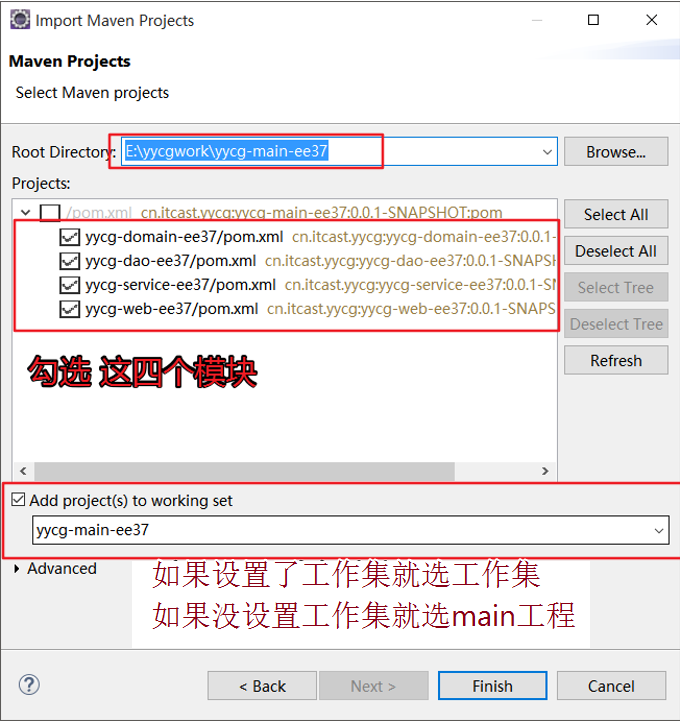 Import Maven Projects
Maven Projects
Select Maven projects
Root Directory: E:\yycgwork\yycg-main-ee37 Browse...
Projects:
/pom.xml cn.itcast.yycg:yycg-main-ee37:0.0.1-SNAPSHOT:pom
yycg-domain-ee37/pom.xml cn.itcast.yycg:yycg-domain-ee37:0.0.1-
yycg-dao-ee37/pom.xml cn.itcast.yycg:yycg-dao-ee37:0.0.1-SNAPSH
yycg-service-ee37/pom.xml cn.itcast.yycg:yycg-service-ee37:0.0.1-SN
yycg-web-ee37/pom.xml cn.itcast.yycg:yycg-web-ee37:0.0.1-SNAPS
Select All
Deselect All
Select Tree
Deselect Tree
Refresh
勾选 这四个模块
Add project(s) to working set
yycg-main-ee37
Advanced
如果设置了工作集就选工作集
如果没设置工作集就选main工程
? < Back Next > Finish Cancel